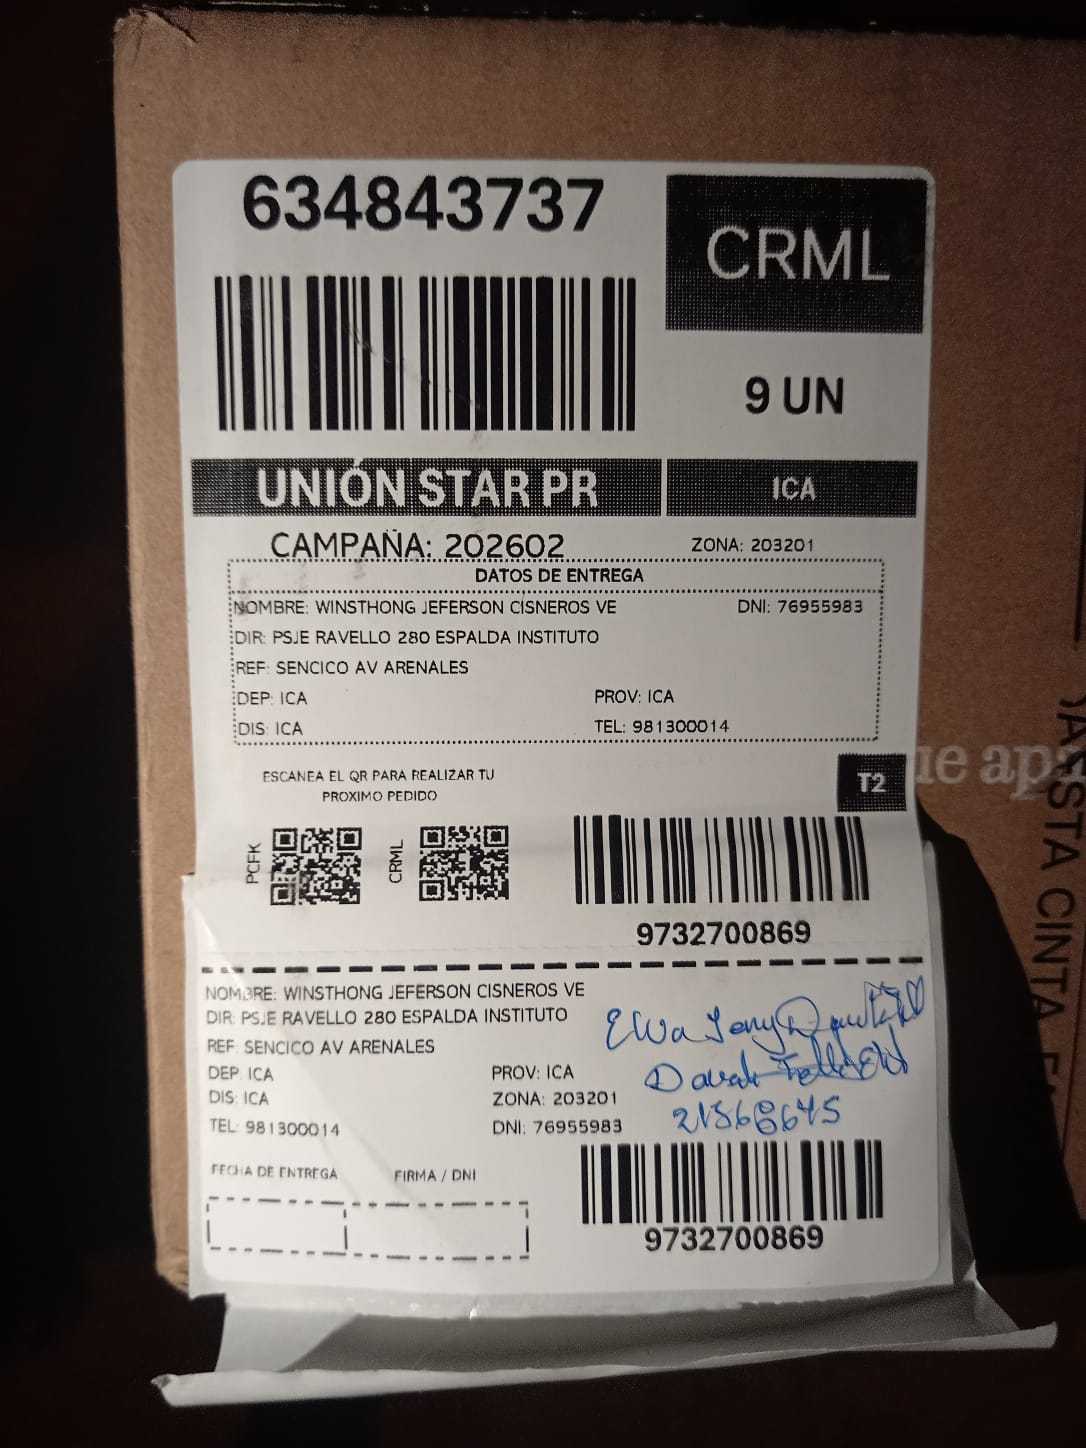 634843737
CRML
9 UN
UNIÓN STAR PR
ICA
CAMPAÑA: 202602
ZONA: 203201
DATOS DE ENTREGA
NOMBRE: WINSTHONG JEFERSON CISNEROS VE
DNI: 76955983
DIR: PSJE RAVELLO 280 ESPALDA INSTITUTO
REF: SENCICO AV ARENALES
DEP: ICA
PROV: ICA
DIS: ICA
TEL: 981300014
ESCANEA EL QR PARA REALIZAR TU
PROXIMO PEDIDO
T2
PCFK
CRML
9732700869
NOMBRE: WINSTHONG JEFERSON CISNEROS VE
DIR: PSJE RAVELLO 280 ESPALDA INSTITUTO
REF: SENCICO AV ARENALES
DEP: ICA
PROV: ICA
DIS: ICA
ZONA: 203201
TEL: 981300014
DNI: 76955983
FECHA DE ENTREGA
FIRMA / DNI
9732700869
STA CINTA